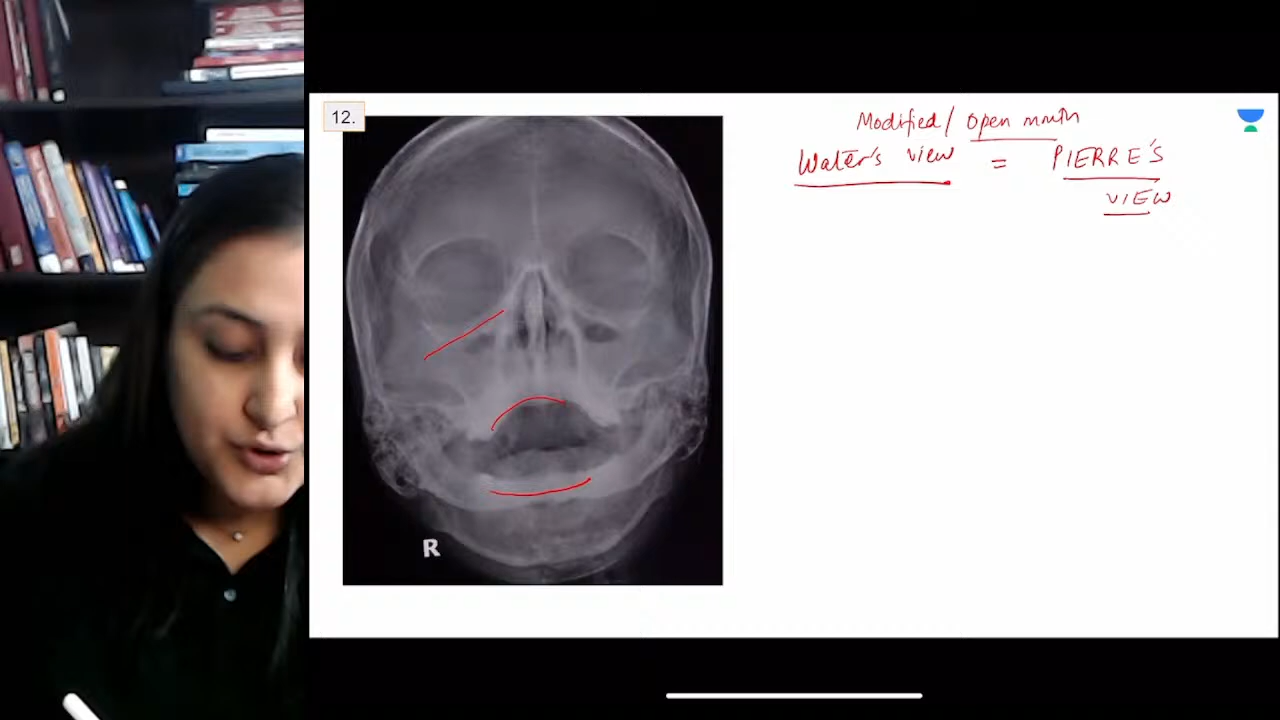 12.
Modified/ Open mouth
Water's view = PIERRE'S
VIEW
R